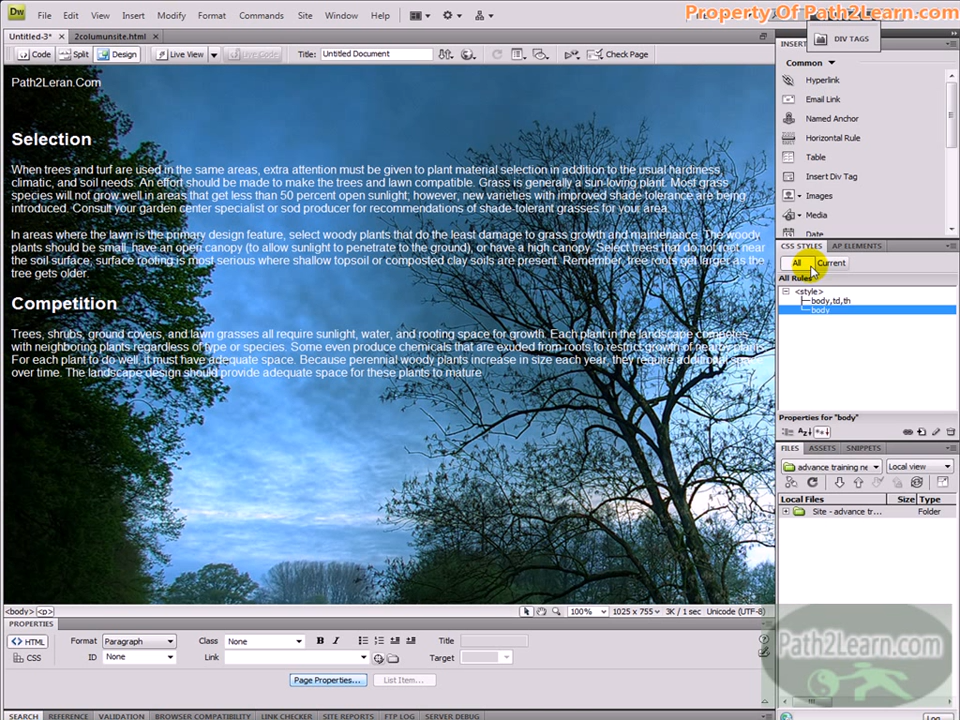 Property Of Path2Learn.com
Dw File Edit View Insert Modify Format Commands Site Window Help
DIV TAGS
Untitled-3* × 2columunsite.html ×
Code Split Design Live View Live Code Title: Untitled Document Check Page
INSERT
Common
Hyperlink
Email Link
Named Anchor
Horizontal Rule
Table
Insert Div Tag
Images
Media
Date
Path2Leran.Com
Selection
When trees and turf are used in the same areas, extra attention must be given to plant material selection in addition to the usual hardiness,
climatic, and soil needs. An effort should be made to make the trees and lawn compatible. Grass is generally a sun-loving plant. Most grass
species will not grow well in areas that get less than 50 percent open sunlight; however, new varieties with improved shade tolerance are being
introduced. Consult your garden center specialist or sod producer for recommendations of shade-tolerant grasses for your area.
In areas where the lawn is the primary design feature, select woody plants that do the least damage to grass growth and maintenance. The woody
plants should be small, have an open canopy (to allow sunlight to penetrate to the ground), or have a high canopy. Select trees that do not root near
the soil surface; surface rooting is most serious where shallow topsoil or composted clay soils are present. Remember, tree roots get larger as the
tree gets older.
Competition
Trees, shrubs, ground covers, and lawn grasses all require sunlight, water, and rooting space for growth. Each plant in the landscape competes
with neighboring plants regardless of type or species. Some even produce chemicals that are exuded from roots to restrict growth of nearby plants.
For each plant to do well, it must have adequate space. Because perennial woody plants increase in size each year, they require additional space
over time. The landscape design should provide adequate space for these plants to mature
CSS STYLES AP ELEMENTS
All Current
All Rules
<style>
body,td,th
body
Properties for "body"
FILES ASSETS SNIPPETS
advance training ne Local view
Local Files Size Type
Site - advance tr... Folder
<body> <p> 100% 1025 x 755 3K / 1 sec Unicode (UTF-8)
PROPERTIES
HTML Format Paragraph Class None B I Title
CSS ID None Link Target
Page Properties... List Item...
Path2Learn.com
SEARCH REFERENCE VALIDATION BROWSER COMPATIBILITY LINK CHECKER SITE REPORTS FTP LOG SERVER DEBUG
Log